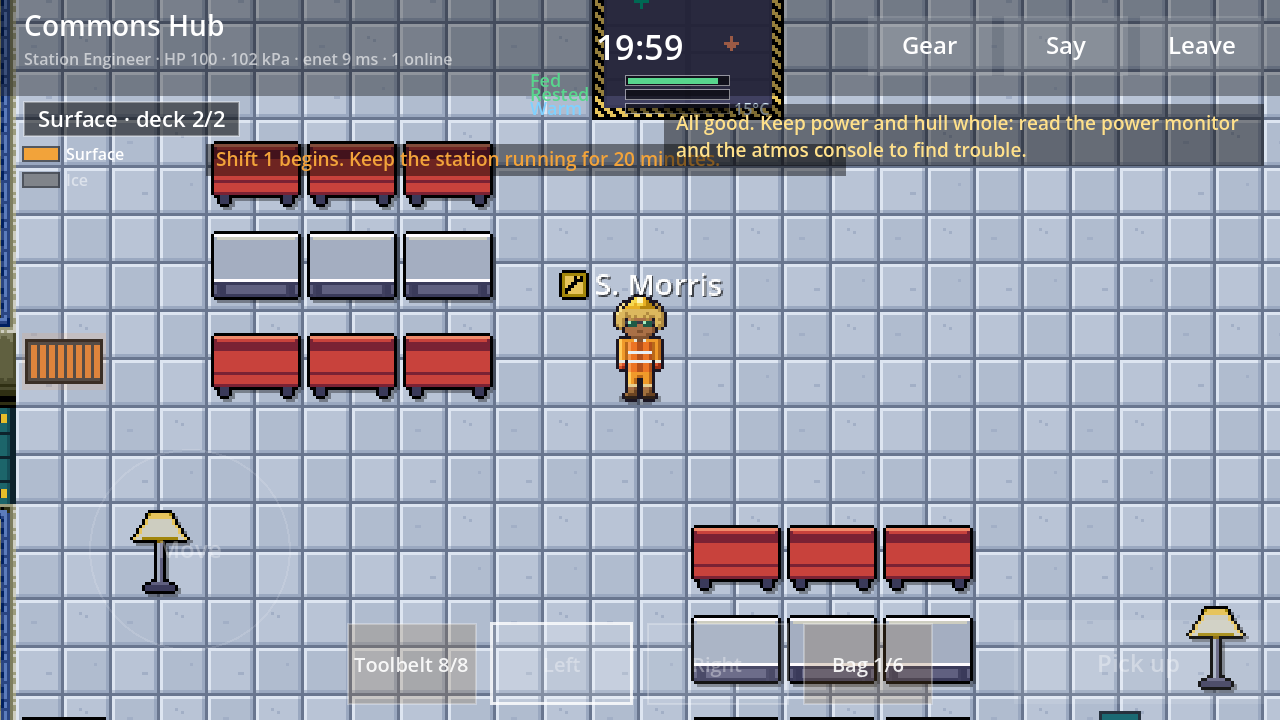 Commons Hub
Station Engineer · HP 100 · 102 kPa · enet 9 ms · 1 online
19:59
Gear
Say
Leave
Fed
Rested
Warm
15°C
Surface · deck 2/2
Surface
Ice
Shift 1 begins. Keep the station running for 20 minutes.
All good. Keep power and hull whole: read the power monitor
and the atmos console to find trouble.
S. Morris
Move
Toolbelt 8/8
Left
Right
Bag 1/6
Pick up